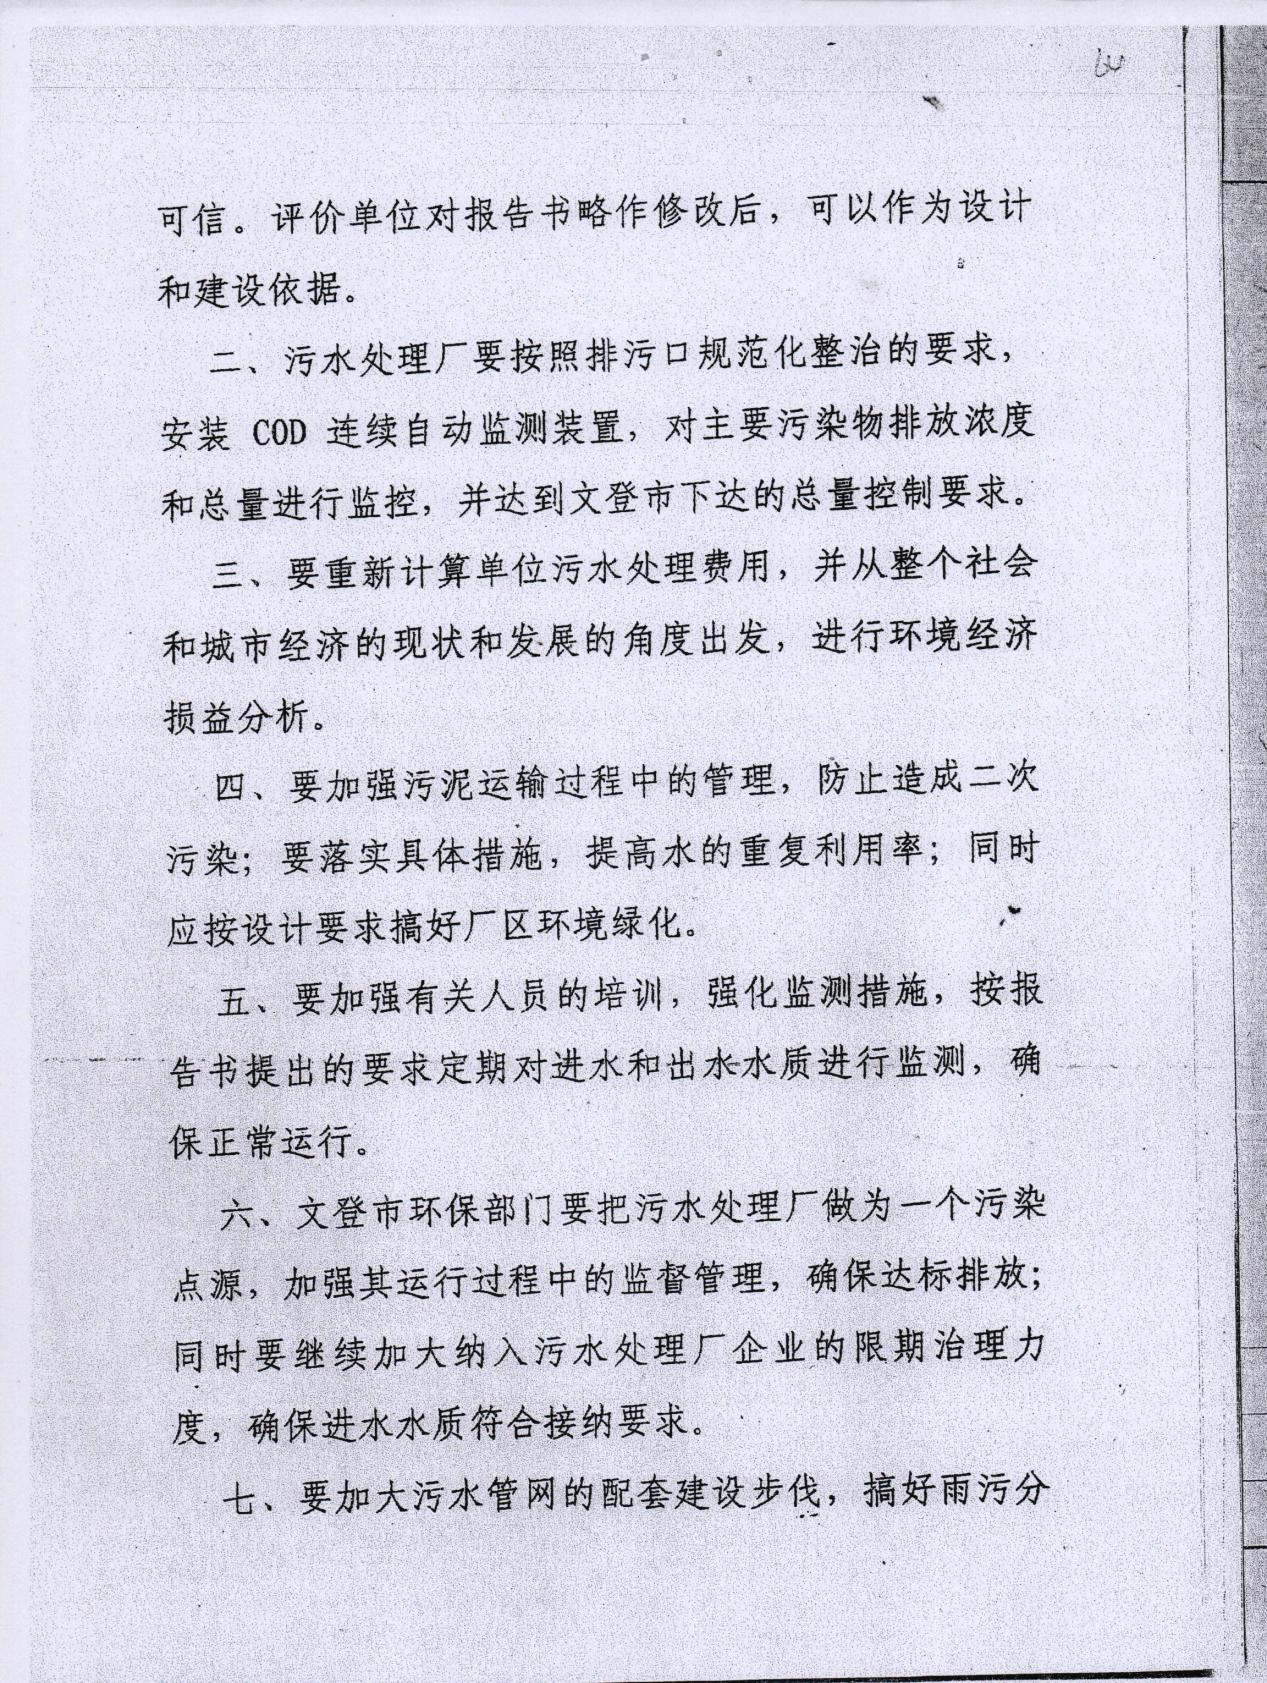 可信。评价单位对报告书略作修改后，可以作为设计
和建设依据。
二、污水处理厂要按照排污口规范化整治的要求，
安装 COD 连续自动监测装置，对主要污染物排放浓度
和总量进行监控，并达到文登市下达的总量控制要求。
三、要重新计算单位污水处理费用，并从整个社会
和城市经济的现状和发展的角度出发，进行环境经济
损益分析。
四、要加强污泥运输过程中的管理，防止造成二次
污染；要落实具体措施，提高水的重复利用率；同时
应按设计要求搞好厂区环境绿化。
五、要加强有关人员的培训，强化监测措施，按报
告书提出的要求定期对进水和出水水质进行监测，确
保正常运行。
六、文登市环保部门要把污水处理厂做为一个污染
点源，加强其运行过程中的监督管理，确保达标排放；
同时要继续加大纳入污水处理厂企业的限期治理力
度，确保进水水质符合接纳要求。
七、要加大污水管网的配套建设步伐，搞好雨污分